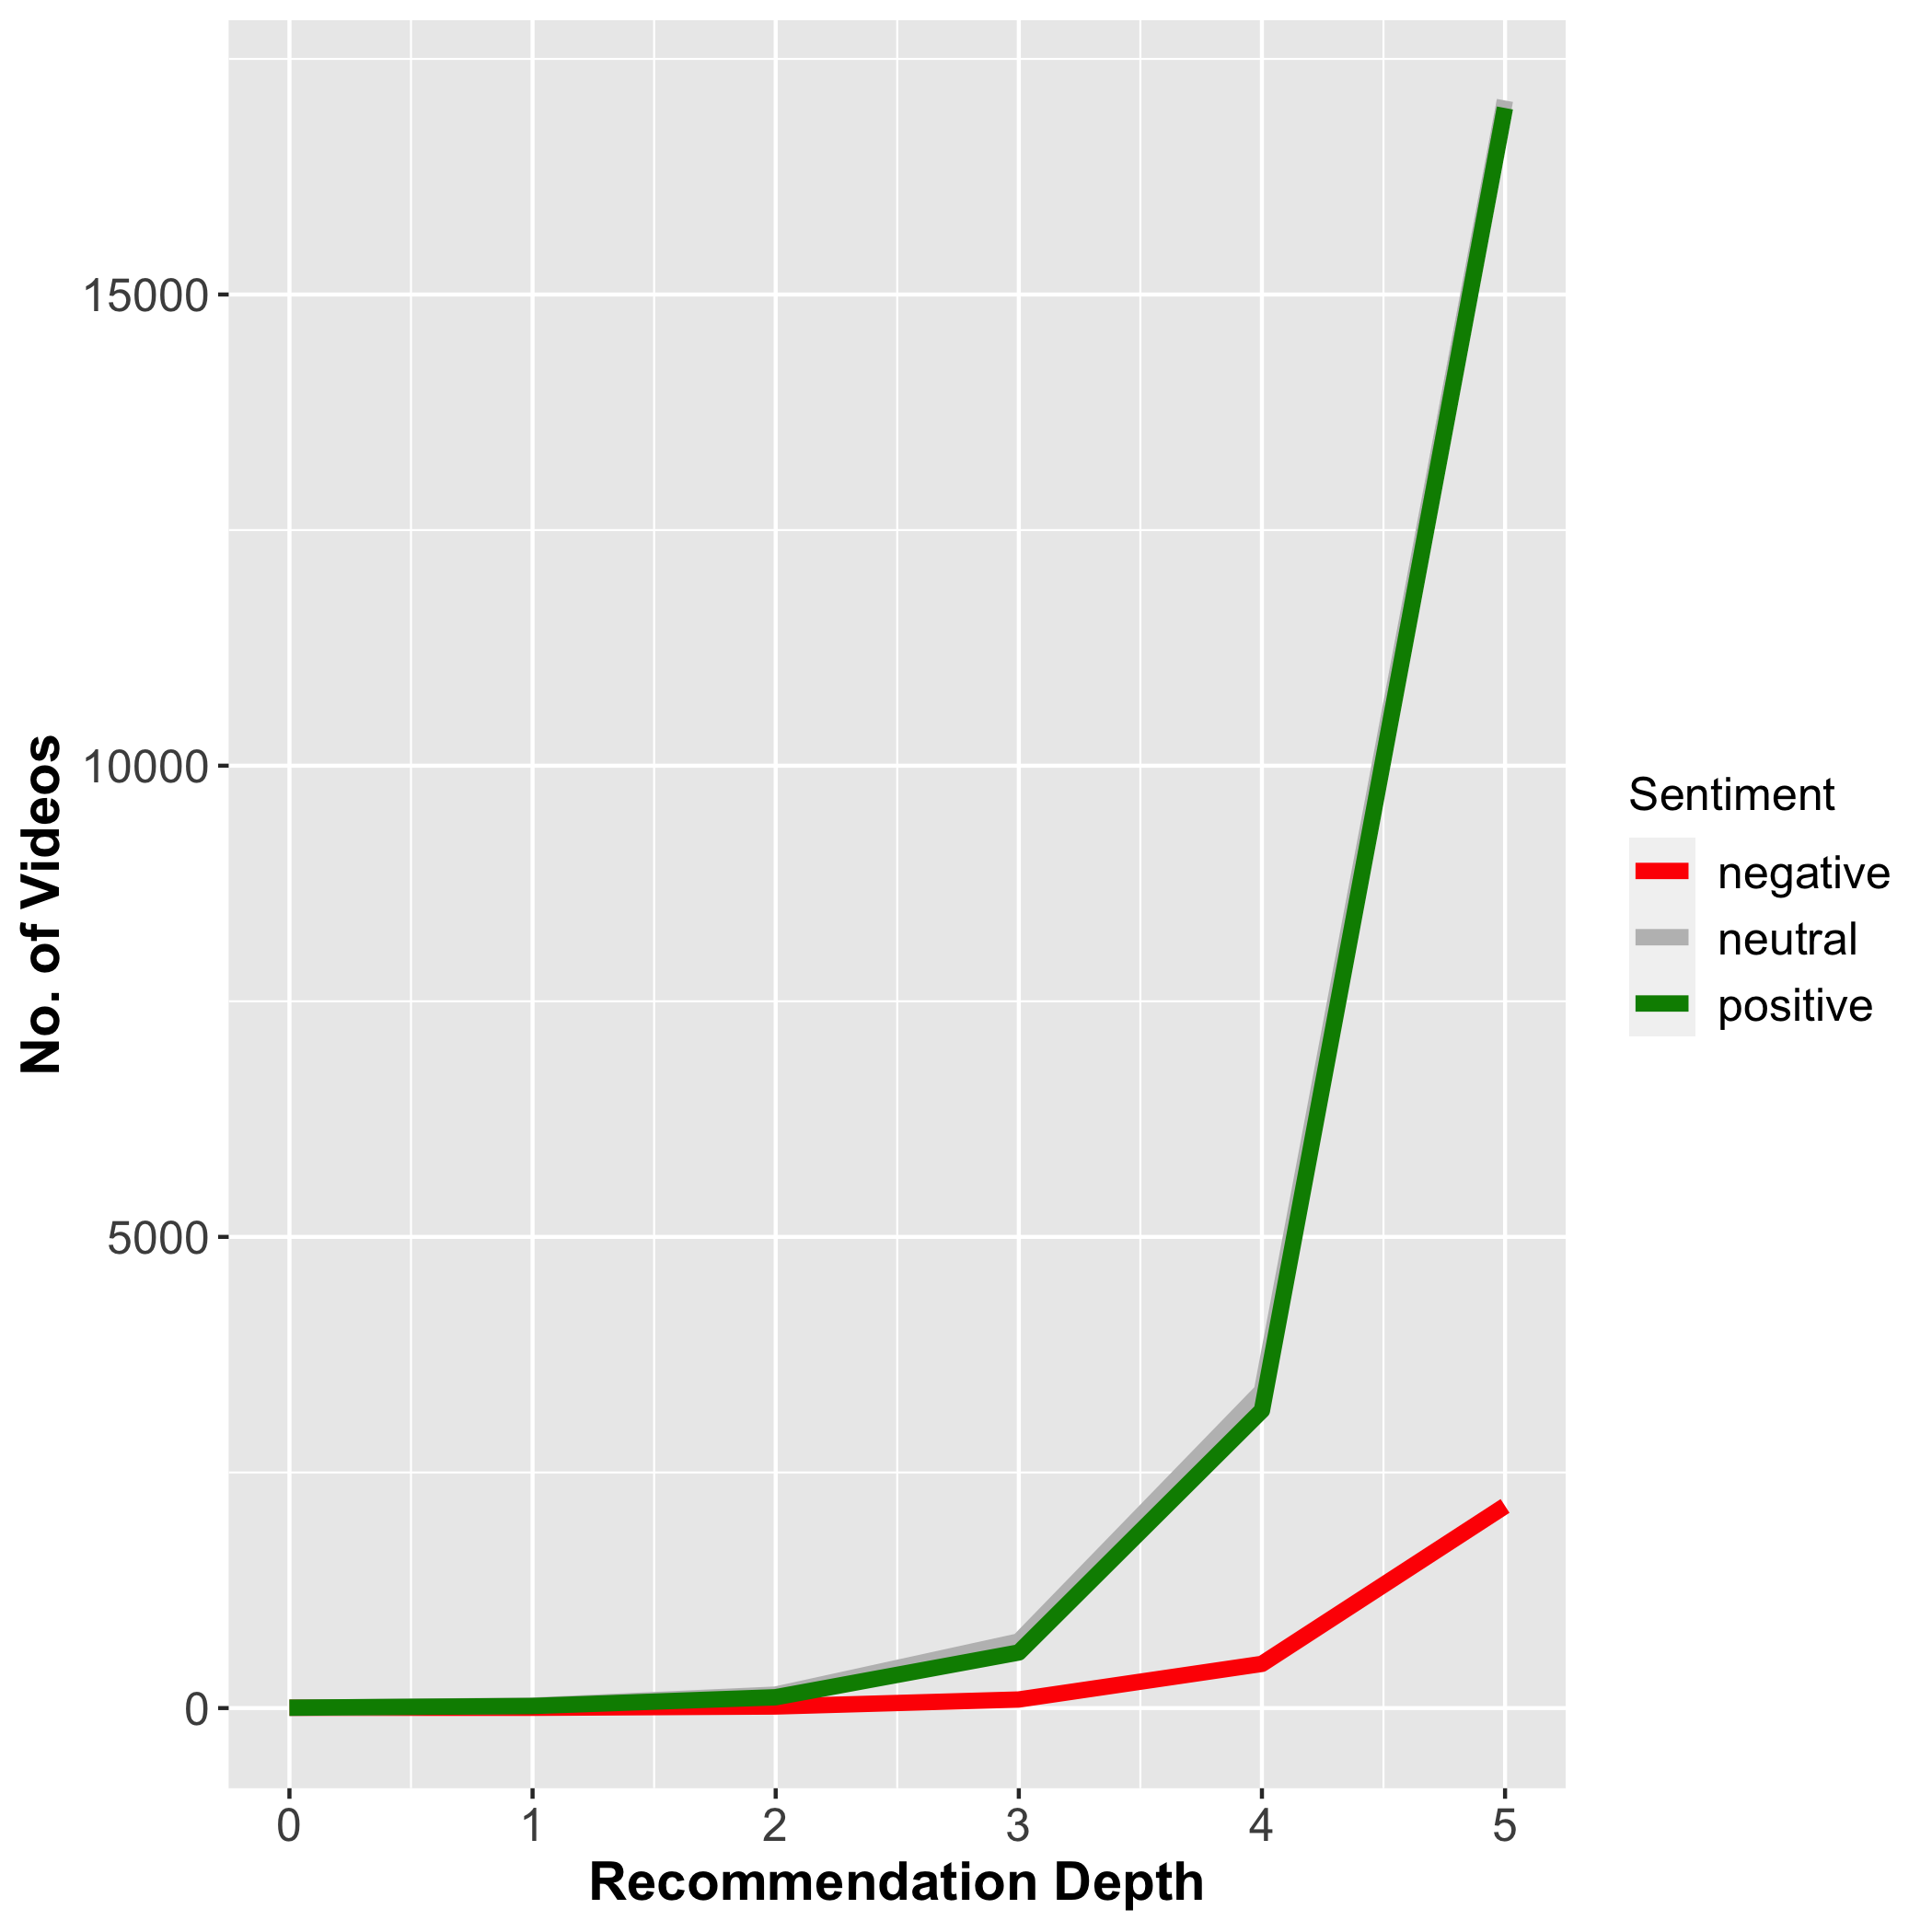 15000
10000
5000
0
No. of Videos
0 1 2 3 4 5
Recommendation Depth
Sentiment
negative
neutral
positive